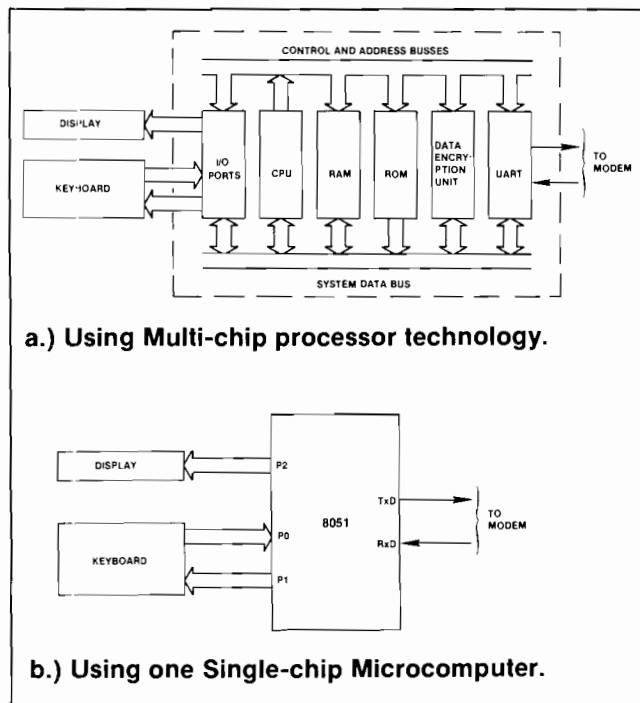 CONTROL AND ADDRESS BUSSES
DISPLAY
KEYBOARD
I/O
PORTS
CPU
RAM
ROM
DATA
ENCRYP-
TION
UNIT
UART
TO
MODEM
SYSTEM DATA BUS
a.) Using Multi-chip processor technology.
DISPLAY
KEYBOARD
P2
P0
P1
8051
TxD
RxD
TO
MODEM
b.) Using one Single-chip Microcomputer.